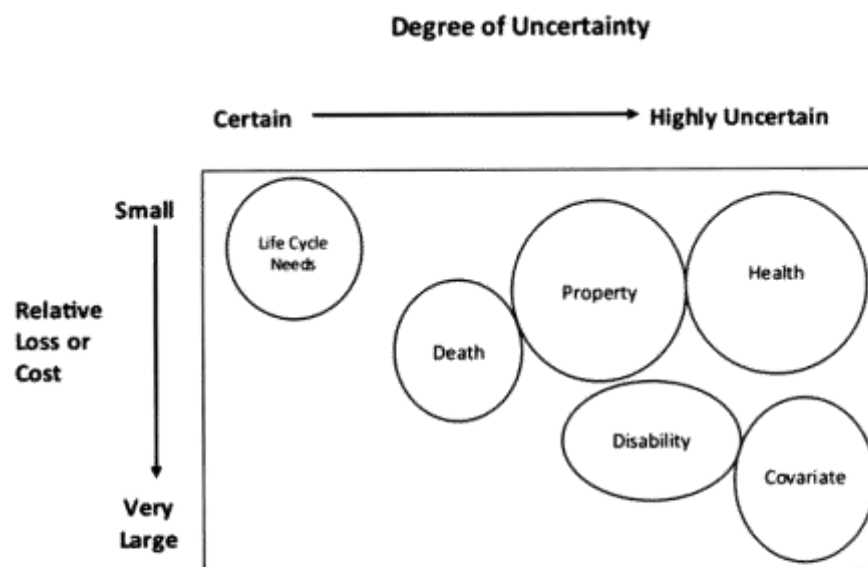 Degree of Uncertainty
Certain
Highly Uncertain
Small
Relative
Loss or
Cost
Very
Large
Life Cycle
Needs
Death
Property
Health
Disability
Covariate